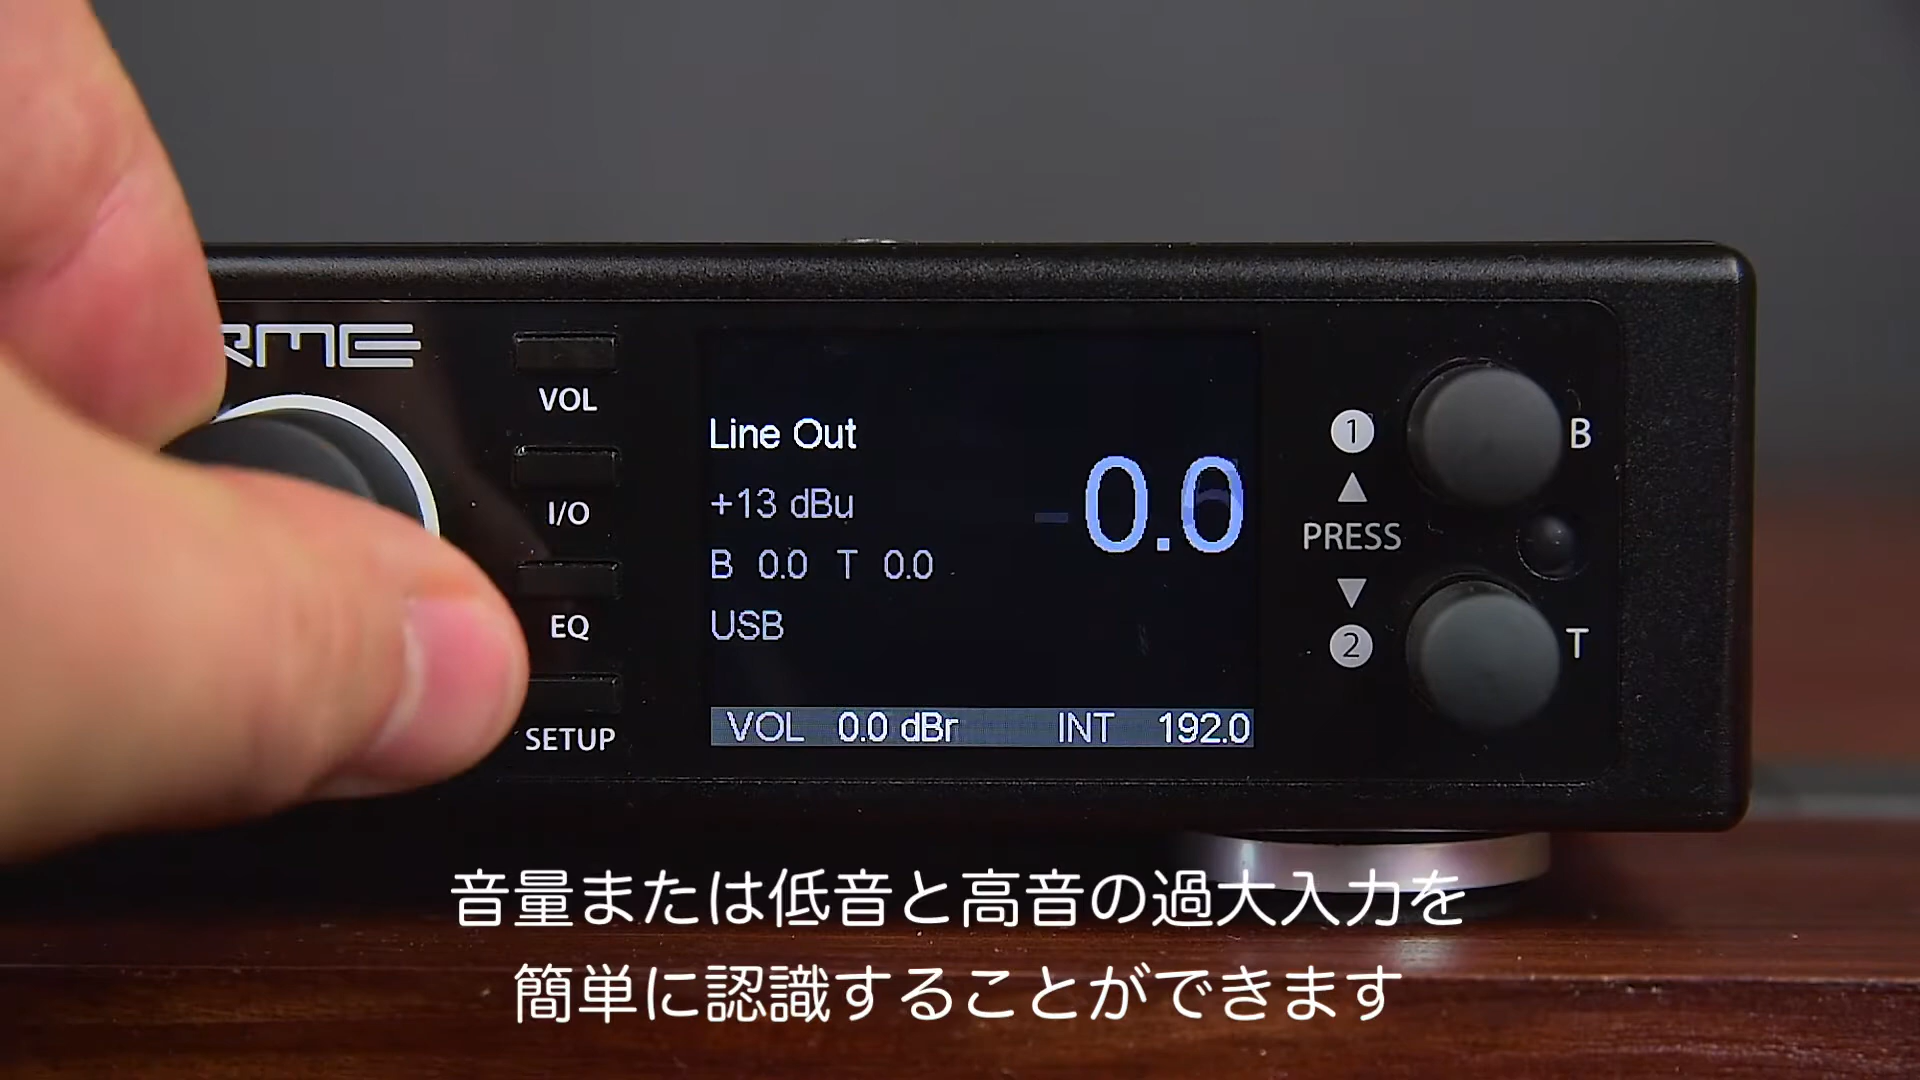 RME
VOL
I/O
EQ
SETUP
Line Out
+13 dBu
B 0.0 T 0.0
USB
0.0
VOL 0.0 dBr INT 192.0
1
PRESS
2
B
T
音量または低音と高音の過大入力を
簡単に認識することができます